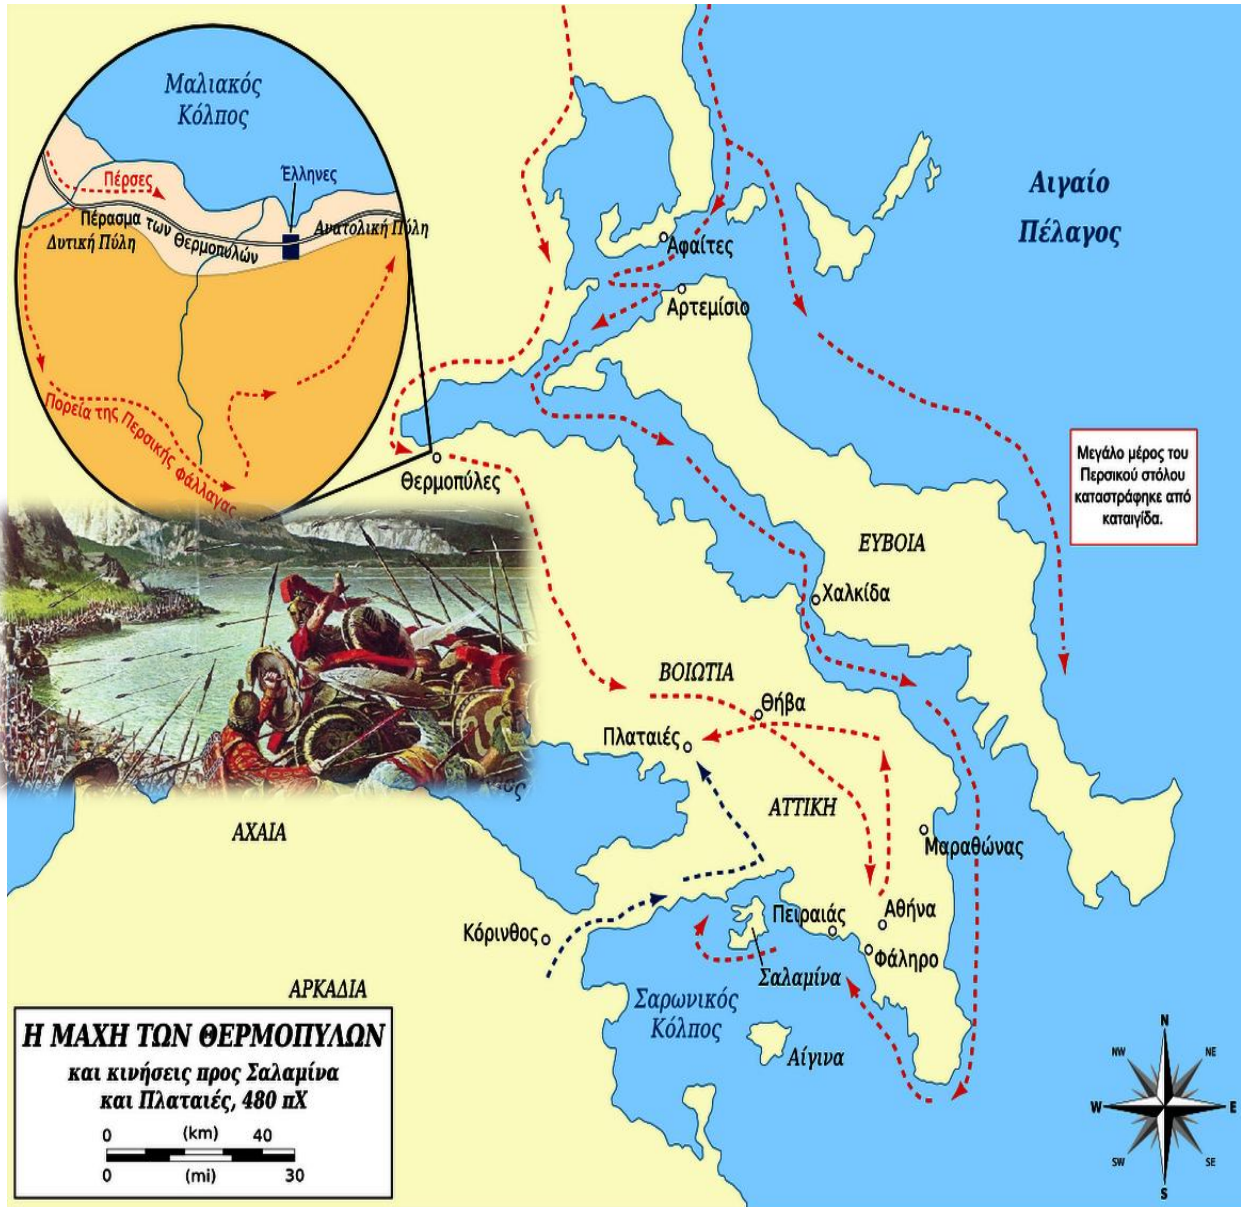 Μαλιακός
Κόλπος
Πέρσες
Έλληνες
Πέρασμα των Θερμοπυλών
Ανατολική Πύλη
Δυτική Πύλη
Πορεία της Περσικής Φάλλαγας
Αιγαίο
Πέλαγος
Αφαίτες
Αρτεμίσιο
Θερμοπύλες
Μεγάλο μέρος του
Περσικού στόλου
καταστράφηκε από
καταιγίδα.
ΕΥΒΟΙΑ
Χαλκίδα
ΒΟΙΩΤΙΑ
Θήβα
Πλαταιές
ΑΤΤΙΚΗ
ΑΧΑΪΑ
Μαραθώνας
Κόρινθος
Πειραιάς
Αθήνα
Φάληρο
Σαλαμίνα
ΑΡΚΑΔΙΑ
Σαρωνικός
Κόλπος
Αίγινα
Η ΜΑΧΗ ΤΩΝ ΘΕΡΜΟΠΥΛΩΝ
και κινήσεις προς Σαλαμίνα
και Πλαταιές, 480 πΧ
0 (km) 40
0 (mi) 30
N
NW NE
W E
SW SE
S